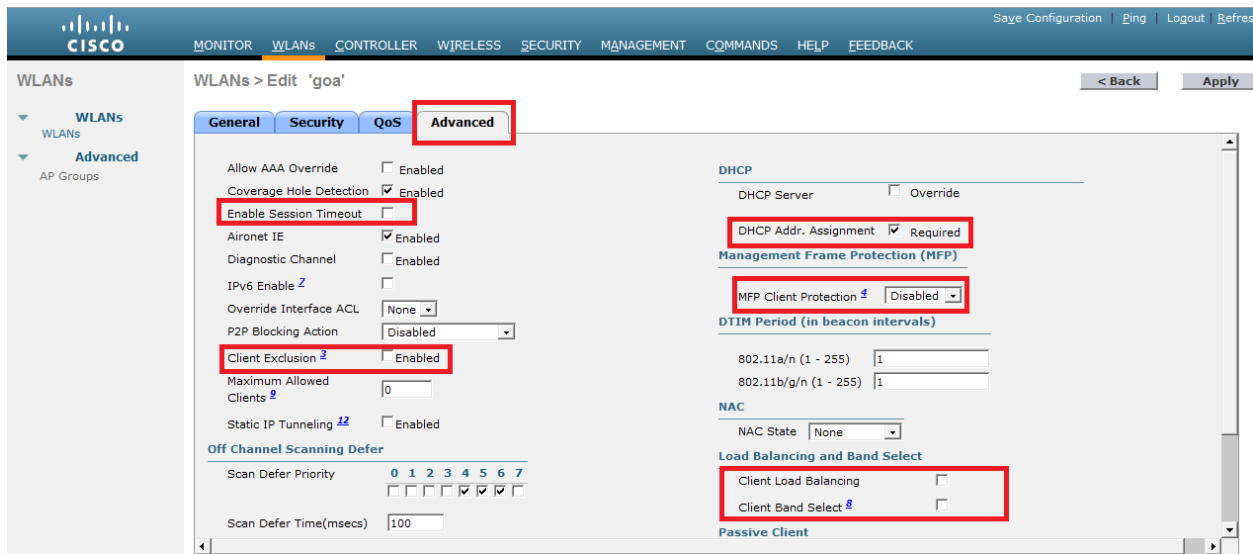 Save Configuration | Ping | Logout | Refres
CISCO
MONITOR WLANs CONTROLLER WIRELESS SECURITY MANAGEMENT COMMANDS HELP FEEDBACK
WLANs
WLANs
WLANs
Advanced
AP Groups
WLANs > Edit 'goa'
< Back
Apply
General Security QoS Advanced
Allow AAA Override Enabled
Coverage Hole Detection Enabled
Enable Session Timeout
Aironet IE Enabled
Diagnostic Channel Enabled
IPv6 Enable 7
Override Interface ACL None
P2P Blocking Action Disabled
Client Exclusion 3 Enabled
Maximum Allowed
Clients 9 0
Static IP Tunneling 12 Enabled
Off Channel Scanning Defer
Scan Defer Priority 0 1 2 3 4 5 6 7
Scan Defer Time(msecs) 100
DHCP
DHCP Server Override
DHCP Addr. Assignment Required
Management Frame Protection (MFP)
MFP Client Protection 4 Disabled
DTIM Period (in beacon intervals)
802.11a/n (1 - 255) 1
802.11b/g/n (1 - 255) 1
NAC
NAC State None
Load Balancing and Band Select
Client Load Balancing
Client Band Select 8
Passive Client